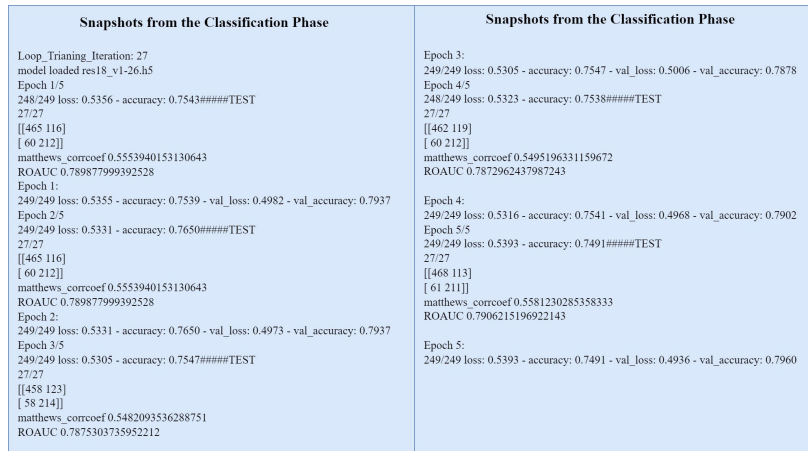 Snapshots from the Classification Phase
Loop_Trianing_Iteration: 27
model loaded res18_v1-26.h5
Epoch 1/5
248/249 loss: 0.5356 - accuracy: 0.7543#####TEST
27/27
[[465 116]
[ 60 212]]
matthews_corrcoef 0.5553940153130643
ROAUC 0.789877999392528
Epoch 1:
249/249 loss: 0.5355 - accuracy: 0.7539 - val_loss: 0.4982 - val_accuracy: 0.7937
Epoch 2/5
249/249 loss: 0.5331 - accuracy: 0.7650#####TEST
27/27
[[465 116]
[ 60 212]]
matthews_corrcoef 0.5553940153130643
ROAUC 0.789877999392528
Epoch 2:
249/249 loss: 0.5331 - accuracy: 0.7650 - val_loss: 0.4973 - val_accuracy: 0.7937
Epoch 3/5
249/249 loss: 0.5305 - accuracy: 0.7547#####TEST
27/27
[[458 123]
[ 58 214]]
matthews_corrcoef 0.5482093536288751
ROAUC 0.7875303735952212
Snapshots from the Classification Phase
Epoch 3:
249/249 loss: 0.5305 - accuracy: 0.7547 - val_loss: 0.5006 - val_accuracy: 0.7878
Epoch 4/5
248/249 loss: 0.5323 - accuracy: 0.7538#####TEST
27/27
[[462 119]
[ 60 212]]
matthews_corrcoef 0.5495196331159672
ROAUC 0.7872962437987243
Epoch 4:
249/249 loss: 0.5316 - accuracy: 0.7541 - val_loss: 0.4968 - val_accuracy: 0.7902
Epoch 5/5
249/249 loss: 0.5393 - accuracy: 0.7491#####TEST
27/27
[[468 113]
[ 61 211]]
matthews_corrcoef 0.5581230285358333
ROAUC 0.7906215196922143
Epoch 5:
249/249 loss: 0.5393 - accuracy: 0.7491 - val_loss: 0.4936 - val_accuracy: 0.7960